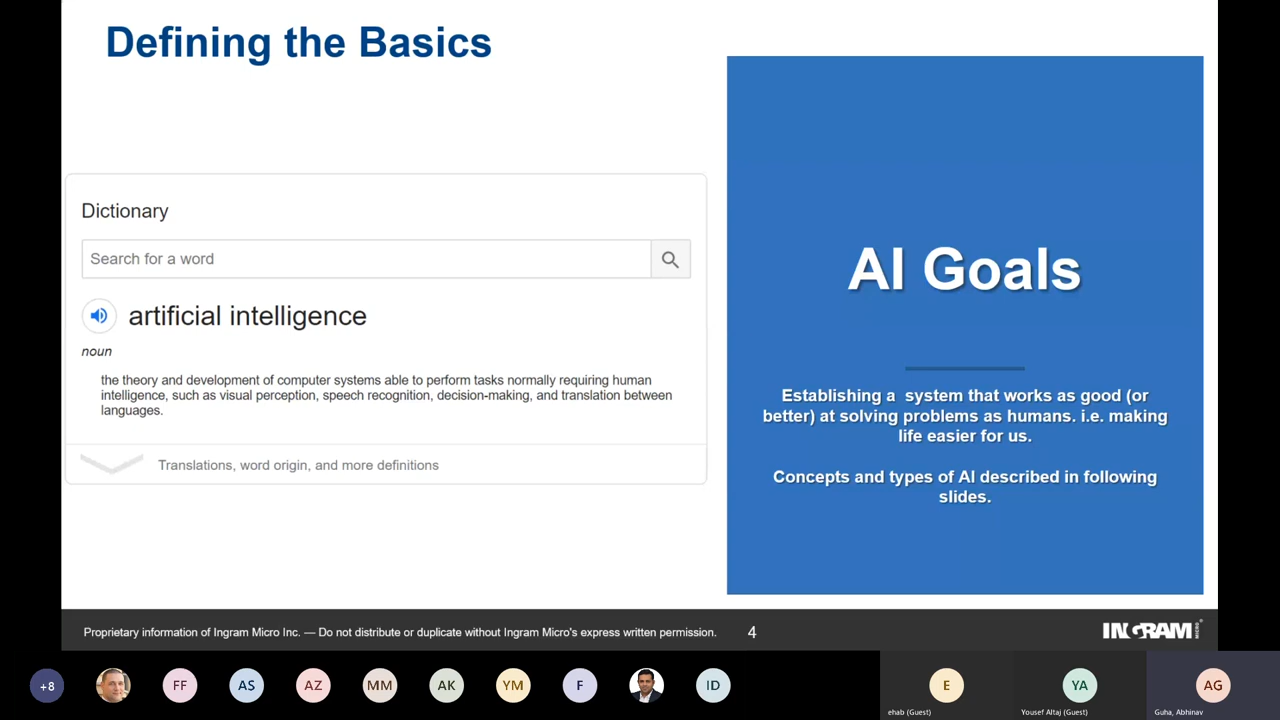 Defining the Basics
Dictionary
Search for a word
artificial intelligence
noun
the theory and development of computer systems able to perform tasks normally requiring human
intelligence, such as visual perception, speech recognition, decision-making, and translation between
languages.
Translations, word origin, and more definitions
AI Goals
Establishing a system that works as good (or
better) at solving problems as humans. i.e. making
life easier for us.
Concepts and types of AI described in following
slides.
Proprietary information of Ingram Micro Inc. — Do not distribute or duplicate without Ingram Micro's express written permission.
4
INGRAM MICRO
+8
FF
AS
AZ
MM
AK
YM
F
ID
E
YA
AG
ehab (Guest)
Yousef Altaj (Guest)
Guha, Abhinav